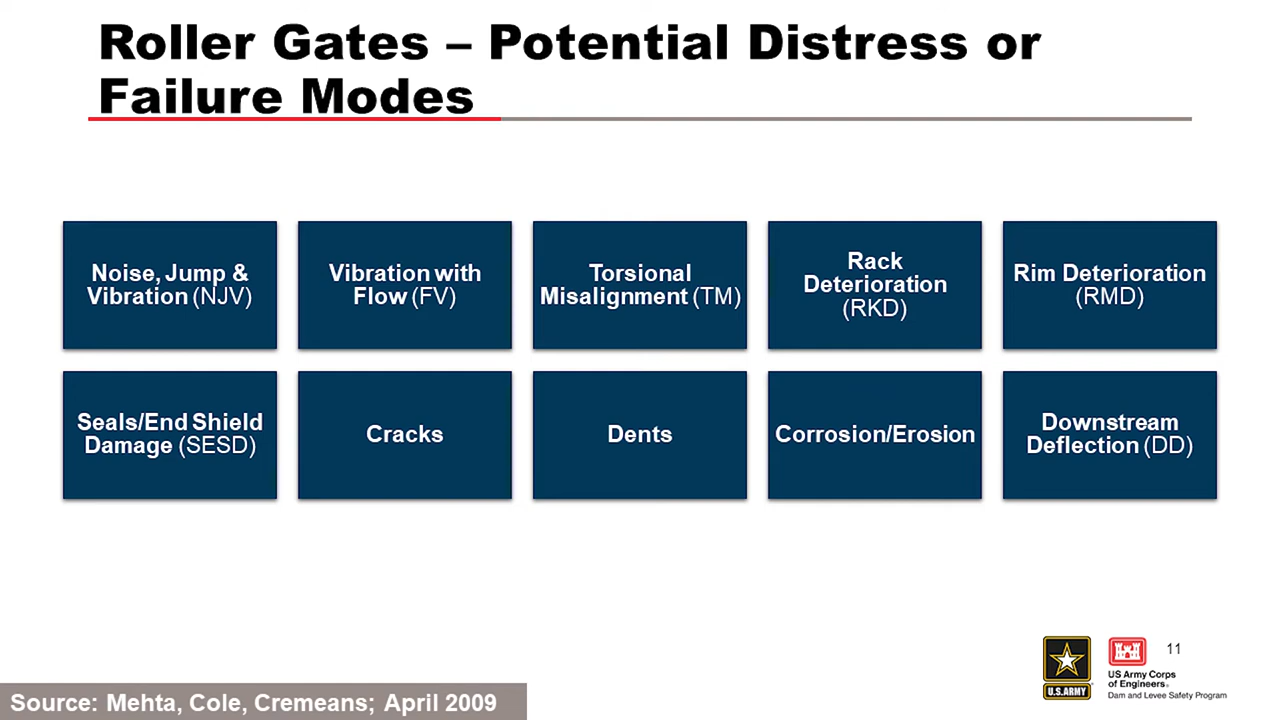 Roller Gates – Potential Distress or
Failure Modes
Noise, Jump &
Vibration (NJV)
Vibration with
Flow (FV)
Torsional
Misalignment (TM)
Rack
Deterioration
(RKD)
Rim Deterioration
(RMD)
Seals/End Shield
Damage (SESD)
Cracks
Dents
Corrosion/Erosion
Downstream
Deflection (DD)
11
U.S.ARMY
US Army Corps
of Engineers®
Dam and Levee Safety Program
Source: Mehta, Cole, Cremeans; April 2009